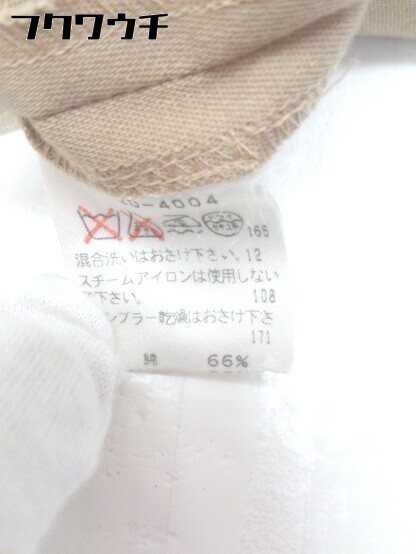 フクワウチ
0-4004
165
混合洗いはおさけ下さい。12
スチームアイロンは使用しない
下さい。 108
ンブラー乾燥はおさけ下さ
171
綿 66%